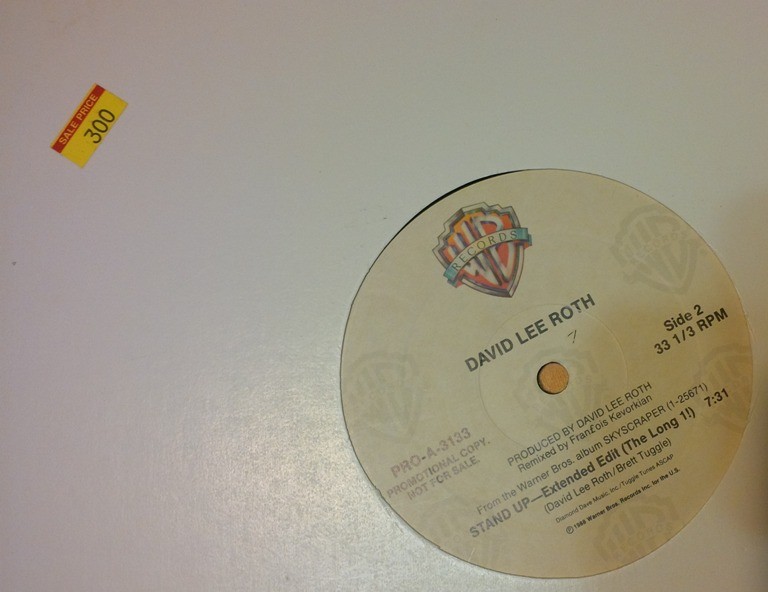 SALE PRICE
300
RECORDS
DAVID LEE ROTH
7
Side 2
33 1/3 RPM
PRO-A-3133
PROMOTIONAL COPY.
NOT FOR SALE.
PRODUCED BY DAVID LEE ROTH
Remixed by François Kevorkian
From the Warner Bros. album SKYSCRAPER (1-25671)
STAND UP—Extended Edit (The Long 1!) 7:31
(David Lee Roth/Brett Tuggle)
Diamond Dave Music, Inc./Tuggle Tunes ASCAP
℗ 1988 Warner Bros. Records Inc. for the U.S.